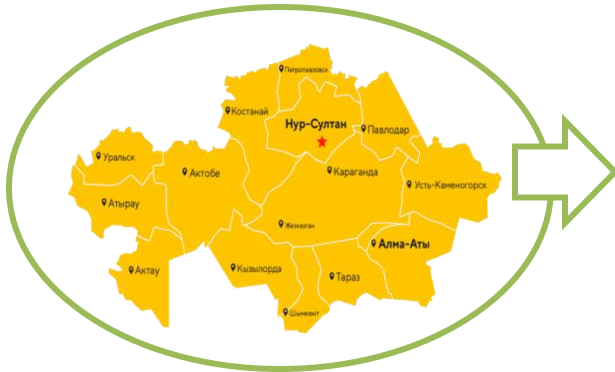 Петропавловск
Костанай
Нур-Султан
Павлодар
Уральск
Актобе
Караганда
Усть-Каменогорск
Атырау
Жезказган
Алма-Аты
Актау
Кызылорда
Тараз
Шымкент